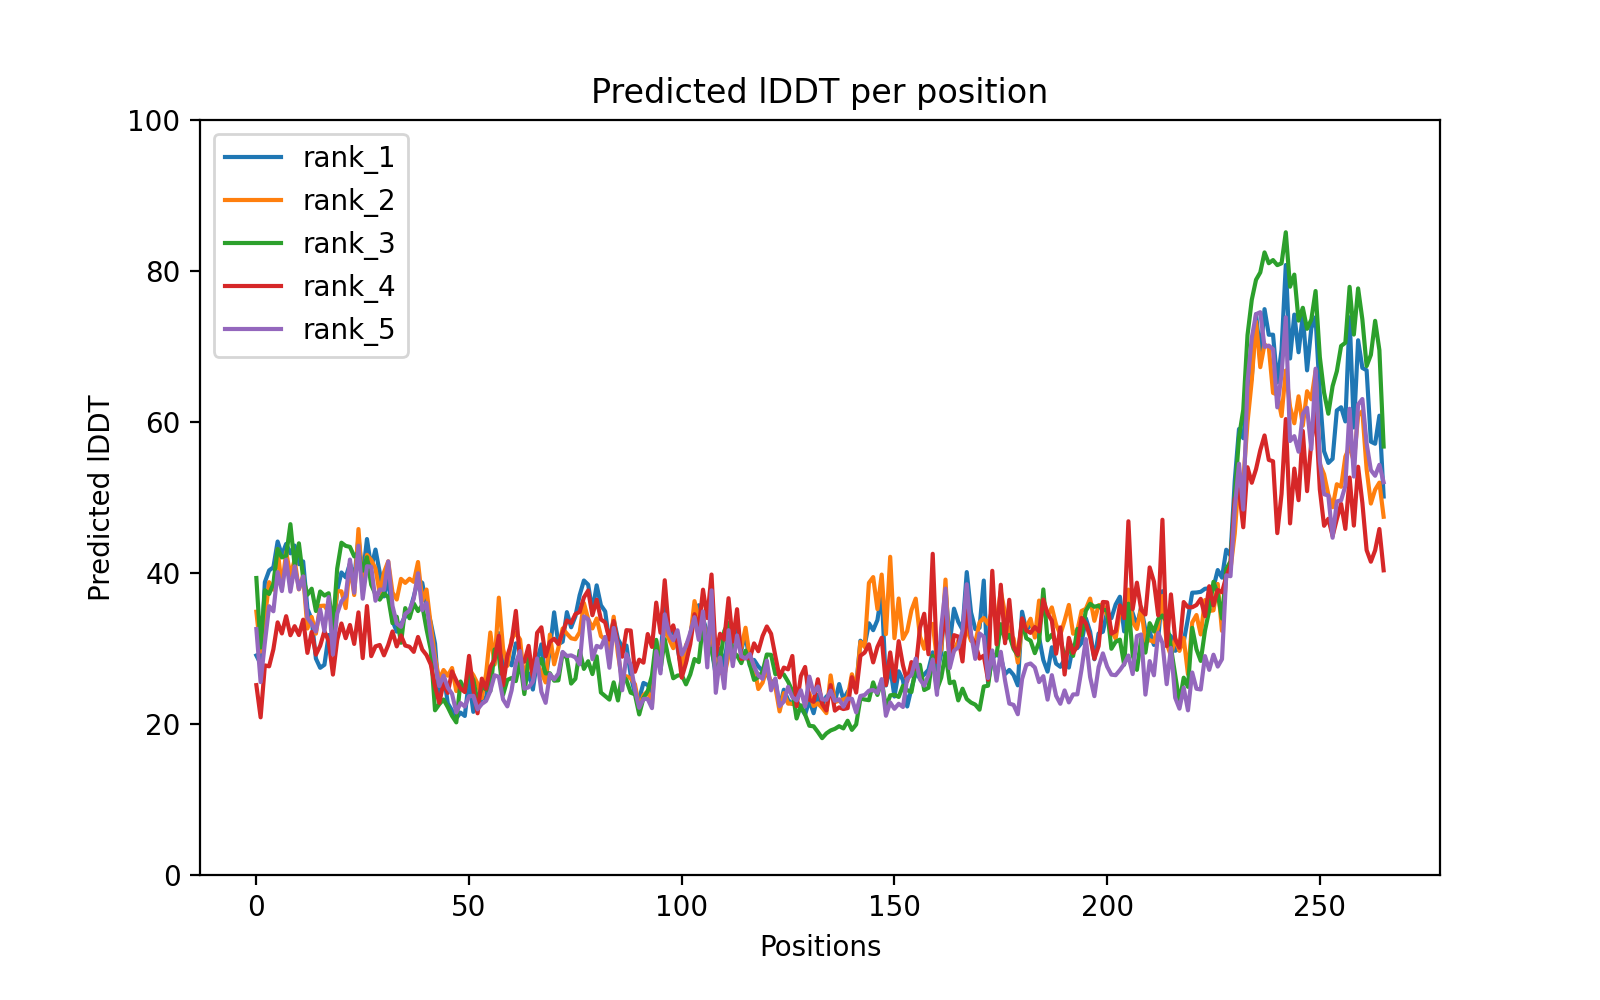 Predicted lDDT per position
100
80
60
40
20
0
Predicted lDDT
rank_1
rank_2
rank_3
rank_4
rank_5
0 50 100 150 200 250
Positions